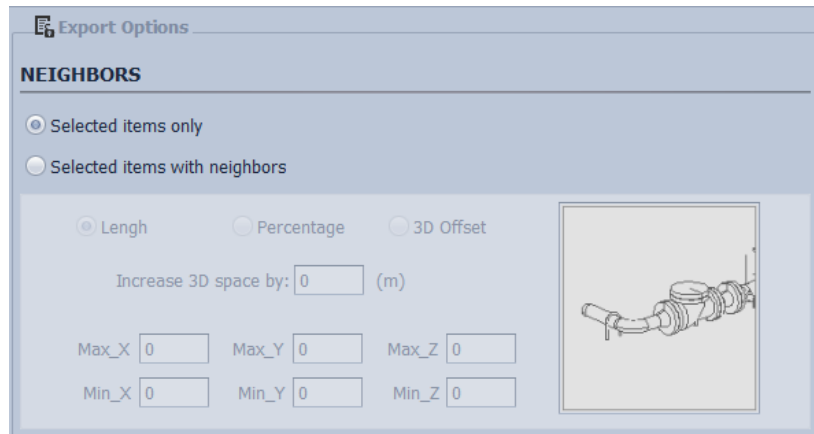 Export Options
NEIGHBORS
Selected items only
Selected items with neighbors
Lengh Percentage 3D Offset
Increase 3D space by: 0 (m)
Max_X 0 Max_Y 0 Max_Z 0
Min_X 0 Min_Y 0 Min_Z 0